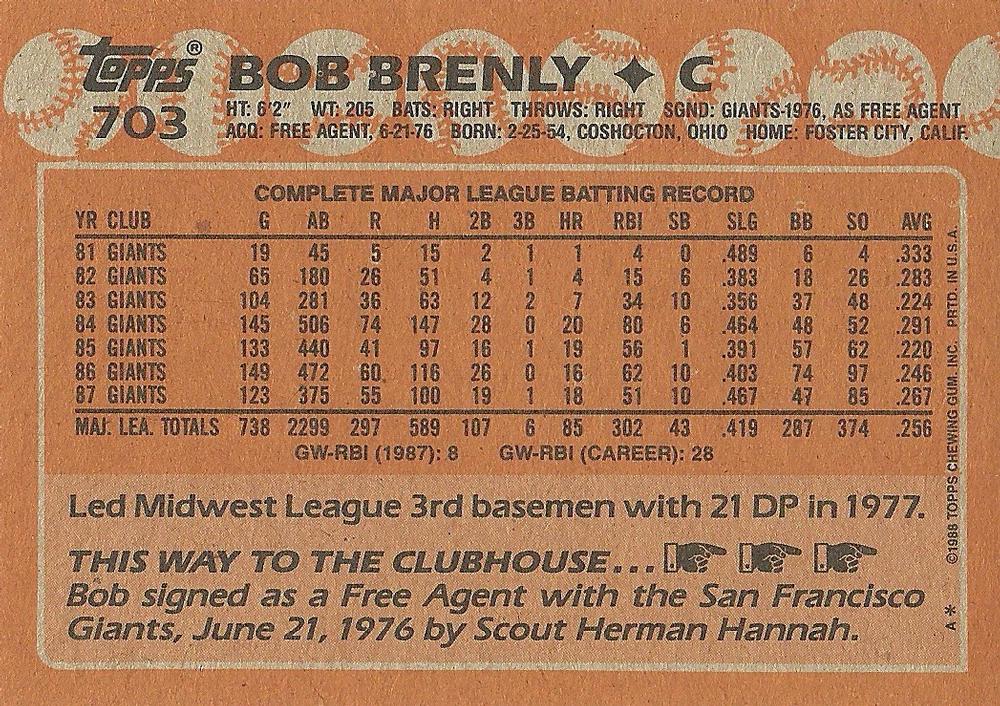 Topps® BOB BRENLY ✦ C
703 HT: 6'2" WT: 205 BATS: RIGHT THROWS: RIGHT SGND: GIANTS-1976, AS FREE AGENT
ACQ: FREE AGENT, 6-21-76 BORN: 2-25-54, COSHOCTON, OHIO HOME: FOSTER CITY, CALIF.
COMPLETE MAJOR LEAGUE BATTING RECORD
YR CLUB G AB R H 2B 3B HR RBI SB SLG BB SO AVG
81 GIANTS 19 45 5 15 2 1 1 4 0 .489 6 4 .333
82 GIANTS 65 180 26 51 4 1 4 15 6 .383 18 26 .283
83 GIANTS 104 281 36 63 12 2 7 34 10 .356 37 48 .224
84 GIANTS 145 506 74 147 28 0 20 80 6 .464 48 52 .291
85 GIANTS 133 440 41 97 16 1 19 56 1 .391 57 62 .220
86 GIANTS 149 472 60 116 26 0 16 62 10 .403 74 97 .246
87 GIANTS 123 375 55 100 19 1 18 51 10 .467 47 85 .267
MAJ. LEA. TOTALS 738 2299 297 589 107 6 85 302 43 .419 287 374 .256
GW-RBI (1987): 8 GW-RBI (CAREER): 28
Led Midwest League 3rd basemen with 21 DP in 1977.
THIS WAY TO THE CLUBHOUSE...
Bob signed as a Free Agent with the San Francisco
Giants, June 21, 1976 by Scout Herman Hannah.
A* ©1988 TOPPS CHEWING GUM, INC. PRTD. IN U.S.A.